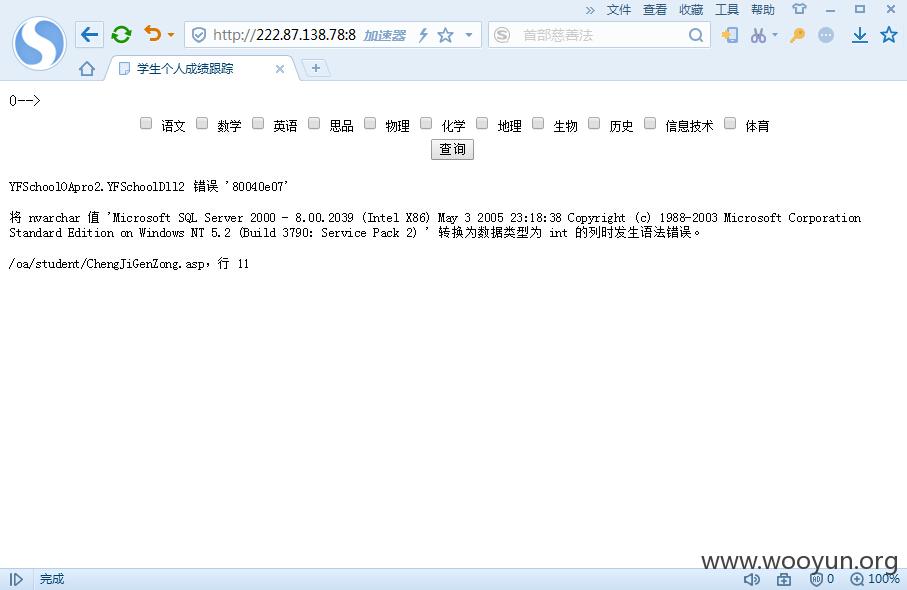 » 文件 查看 收藏 工具 帮助
http://222.87.138.78:8 加速器 首部慈善法
学生个人成绩跟踪
0-->
语文 数学 英语 思品 物理 化学 地理 生物 历史 信息技术 体育
查询
YFSchoolOApro2.YFSchoolDll2 错误 '80040e07'
将 nvarchar 值 'Microsoft SQL Server 2000 - 8.00.2039 (Intel X86) May 3 2005 23:18:38 Copyright (c) 1988-2003 Microsoft Corporation
Standard Edition on Windows NT 5.2 (Build 3790: Service Pack 2) ' 转换为数据类型为 int 的列时发生语法错误。
/oa/student/ChengJiGenZong.asp，行 11
www.wooyun.org
完成 0 100%